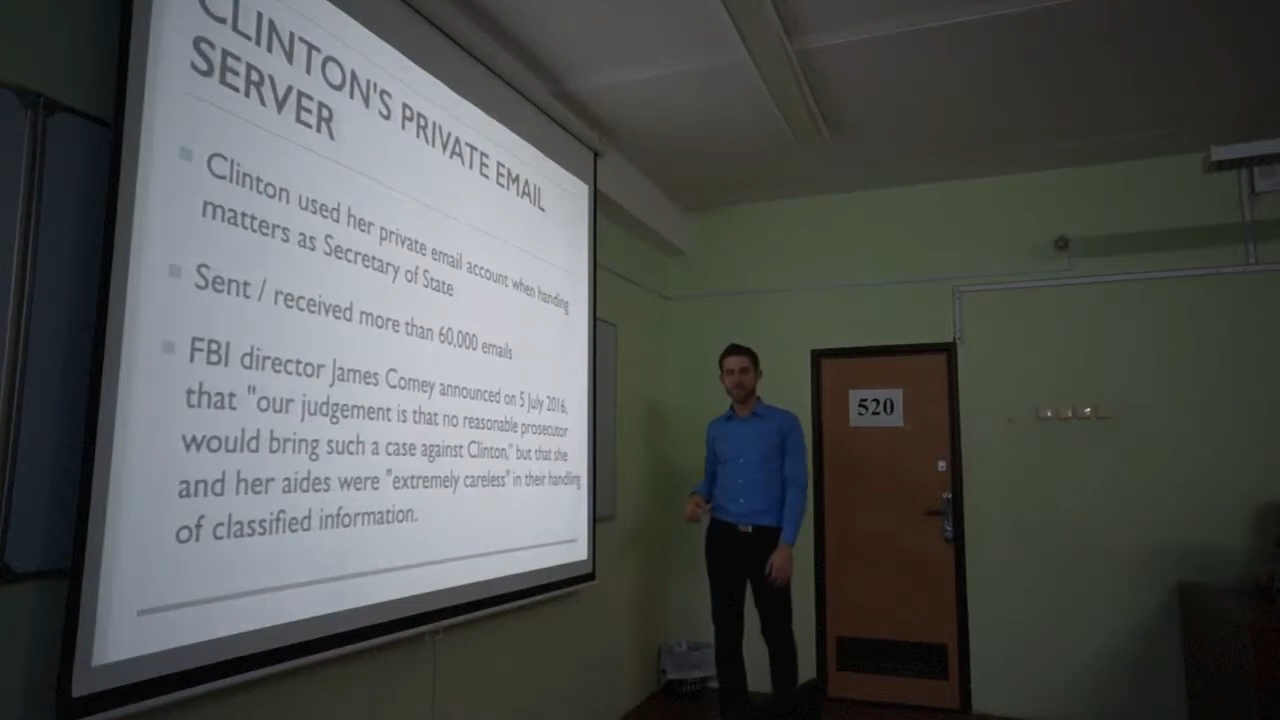 CLINTON'S PRIVATE EMAIL
SERVER
Clinton used her private email account when handing
matters as Secretary of State
Sent / received more than 60,000 emails
FBI director James Comey announced on 5 July 2016,
that "our judgement is that no reasonable prosecutor
would bring such a case against Clinton," but that she
and her aides were "extremely careless" in their handling
of classified information.
520